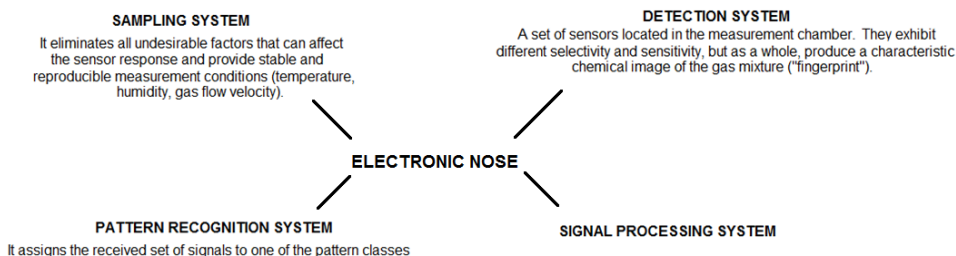 SAMPLING SYSTEM
It eliminates all undesirable factors that can affect
the sensor response and provide stable and
reproducible measurement conditions (temperature,
humidity, gas flow velocity).
DETECTION SYSTEM
A set of sensors located in the measurement chamber. They exhibit
different selectivity and sensitivity, but as a whole, produce a characteristic
chemical image of the gas mixture ("fingerprint").
ELECTRONIC NOSE
PATTERN RECOGNITION SYSTEM
It assigns the received set of signals to one of the pattern classes
SIGNAL PROCESSING SYSTEM